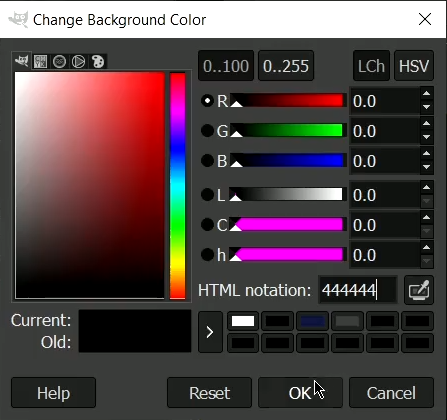 Change Background Color
0..100 0..255 LCh HSV
R 0.0
G 0.0
B 0.0
L 0.0
C 0.0
h 0.0
HTML notation: 444444
Current:
Old:
Help Reset OK Cancel